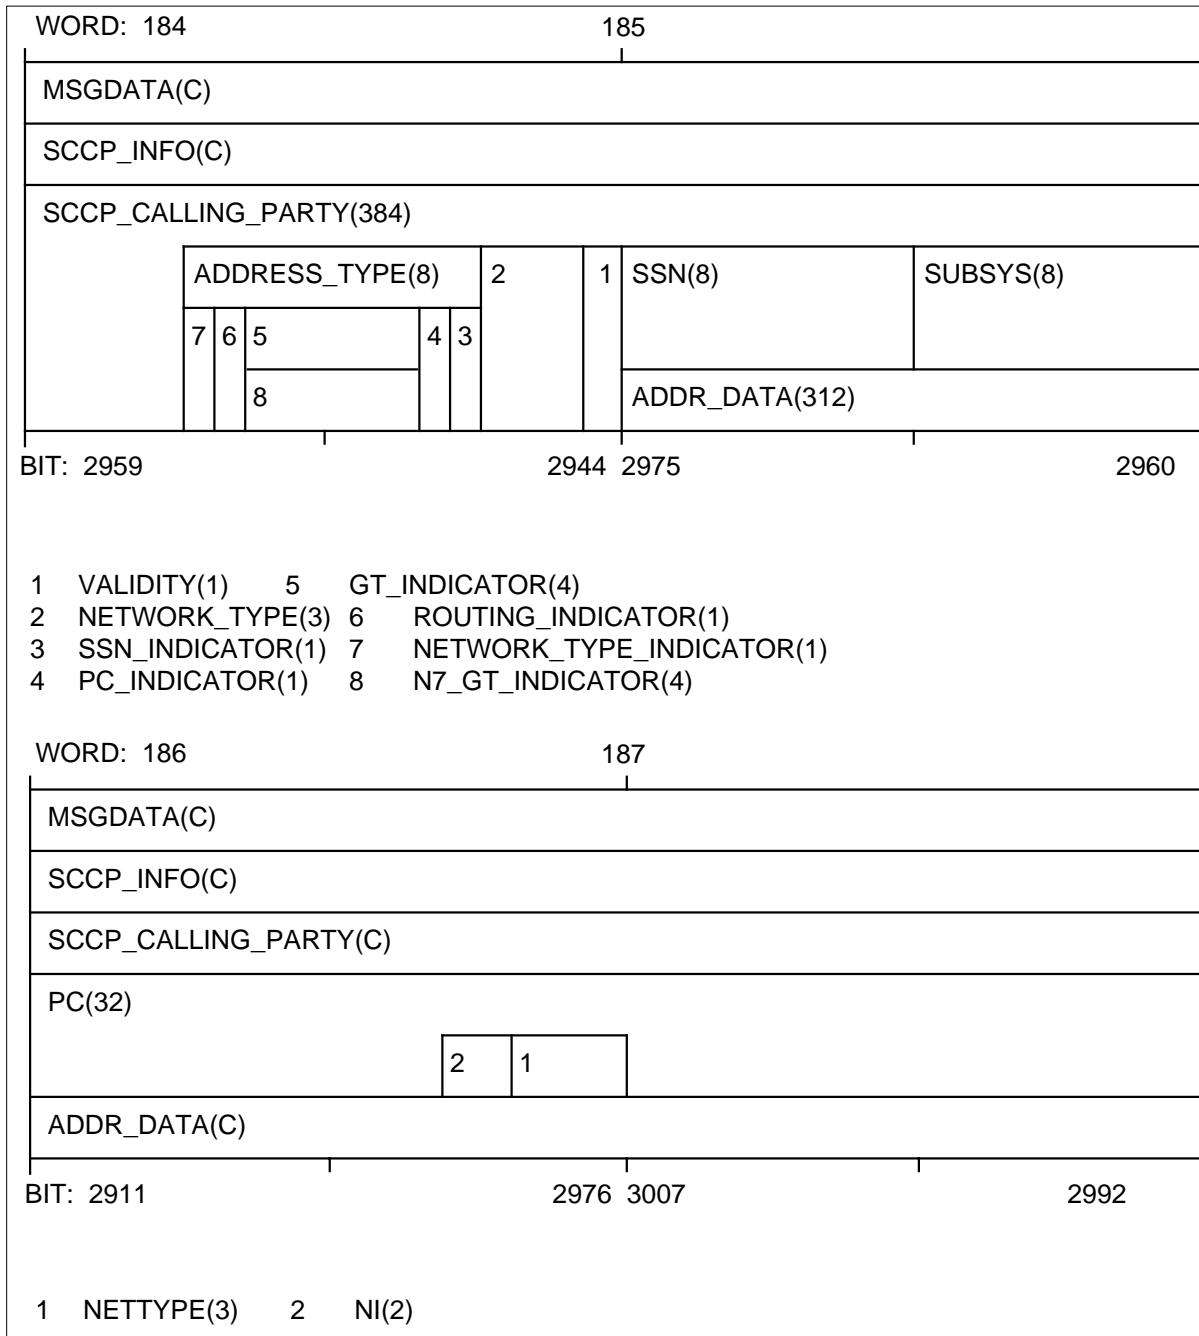 WORD: 184 185
MSGDATA(C)
SCCP_INFO(C)
SCCP_CALLING_PARTY(384)
ADDRESS_TYPE(8) 2 1 SSN(8) SUBSYS(8)
7 6 5 4 3
8 ADDR_DATA(312)
BIT: 2959 2944 2975 2960
1 VALIDITY(1) 5 GT_INDICATOR(4)
2 NETWORK_TYPE(3) 6 ROUTING_INDICATOR(1)
3 SSN_INDICATOR(1) 7 NETWORK_TYPE_INDICATOR(1)
4 PC_INDICATOR(1) 8 N7_GT_INDICATOR(4)
WORD: 186 187
MSGDATA(C)
SCCP_INFO(C)
SCCP_CALLING_PARTY(C)
PC(32)
2 1
ADDR_DATA(C)
BIT: 2911 2976 3007 2992
1 NETTYPE(3) 2 NI(2)